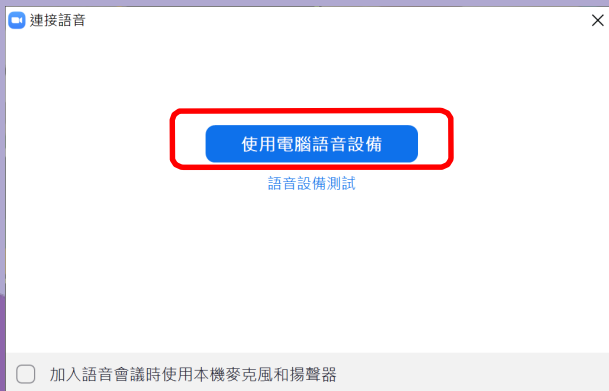 連接語音
使用電腦語音設備
語音設備測試
加入語音會議時使用本機麥克風和揚聲器